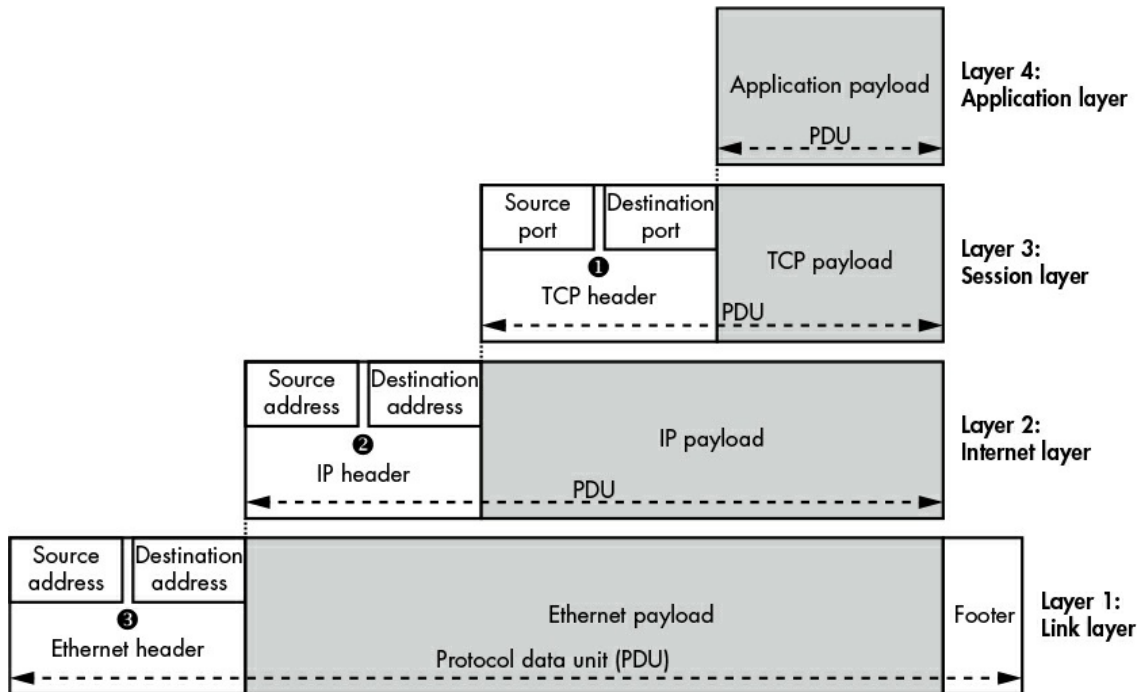 Application payload
PDU
Layer 4:
Application layer
Source
port
Destination
port
❶
TCP header
TCP payload
PDU
Layer 3:
Session layer
Source
address
Destination
address
❷
IP header
IP payload
PDU
Layer 2:
Internet layer
Source
address
Destination
address
❸
Ethernet header
Ethernet payload
Footer
Protocol data unit (PDU)
Layer 1:
Link layer